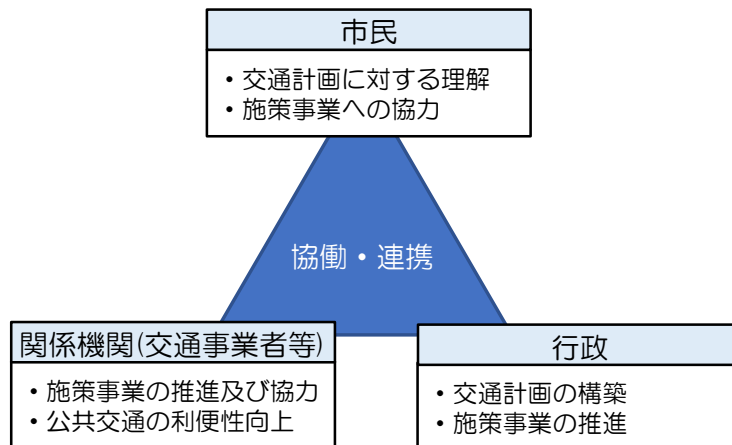 市民
・交通計画に対する理解
・施策事業への協力
協働・連携
関係機関(交通事業者等)
・施策事業の推進及び協力
・公共交通の利便性向上
行政
・交通計画の構築
・施策事業の推進